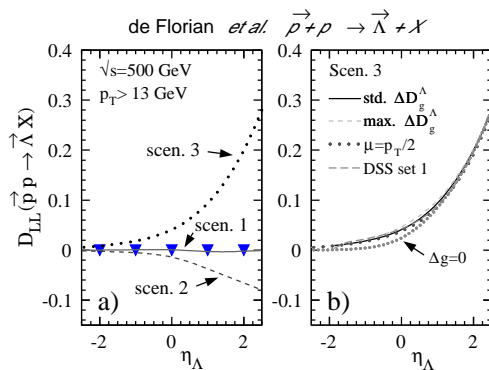 de Florian et al. p+p → Λ + X
√s=500 GeV
p_T> 13 GeV
scen. 3
scen. 1
scen. 2
a)
0.4
0.3
0.2
0.1
0
-0.1
-2
0
2
η_Λ
D_LL(p p → Λ X)
Scen. 3
std. ΔD_g^Λ
max. ΔD_g^Λ
μ=p_T/2
DSS set 1
Δg=0
b)
0.4
0.3
0.2
0.1
0
-0.1
-2
0
2
η_Λ